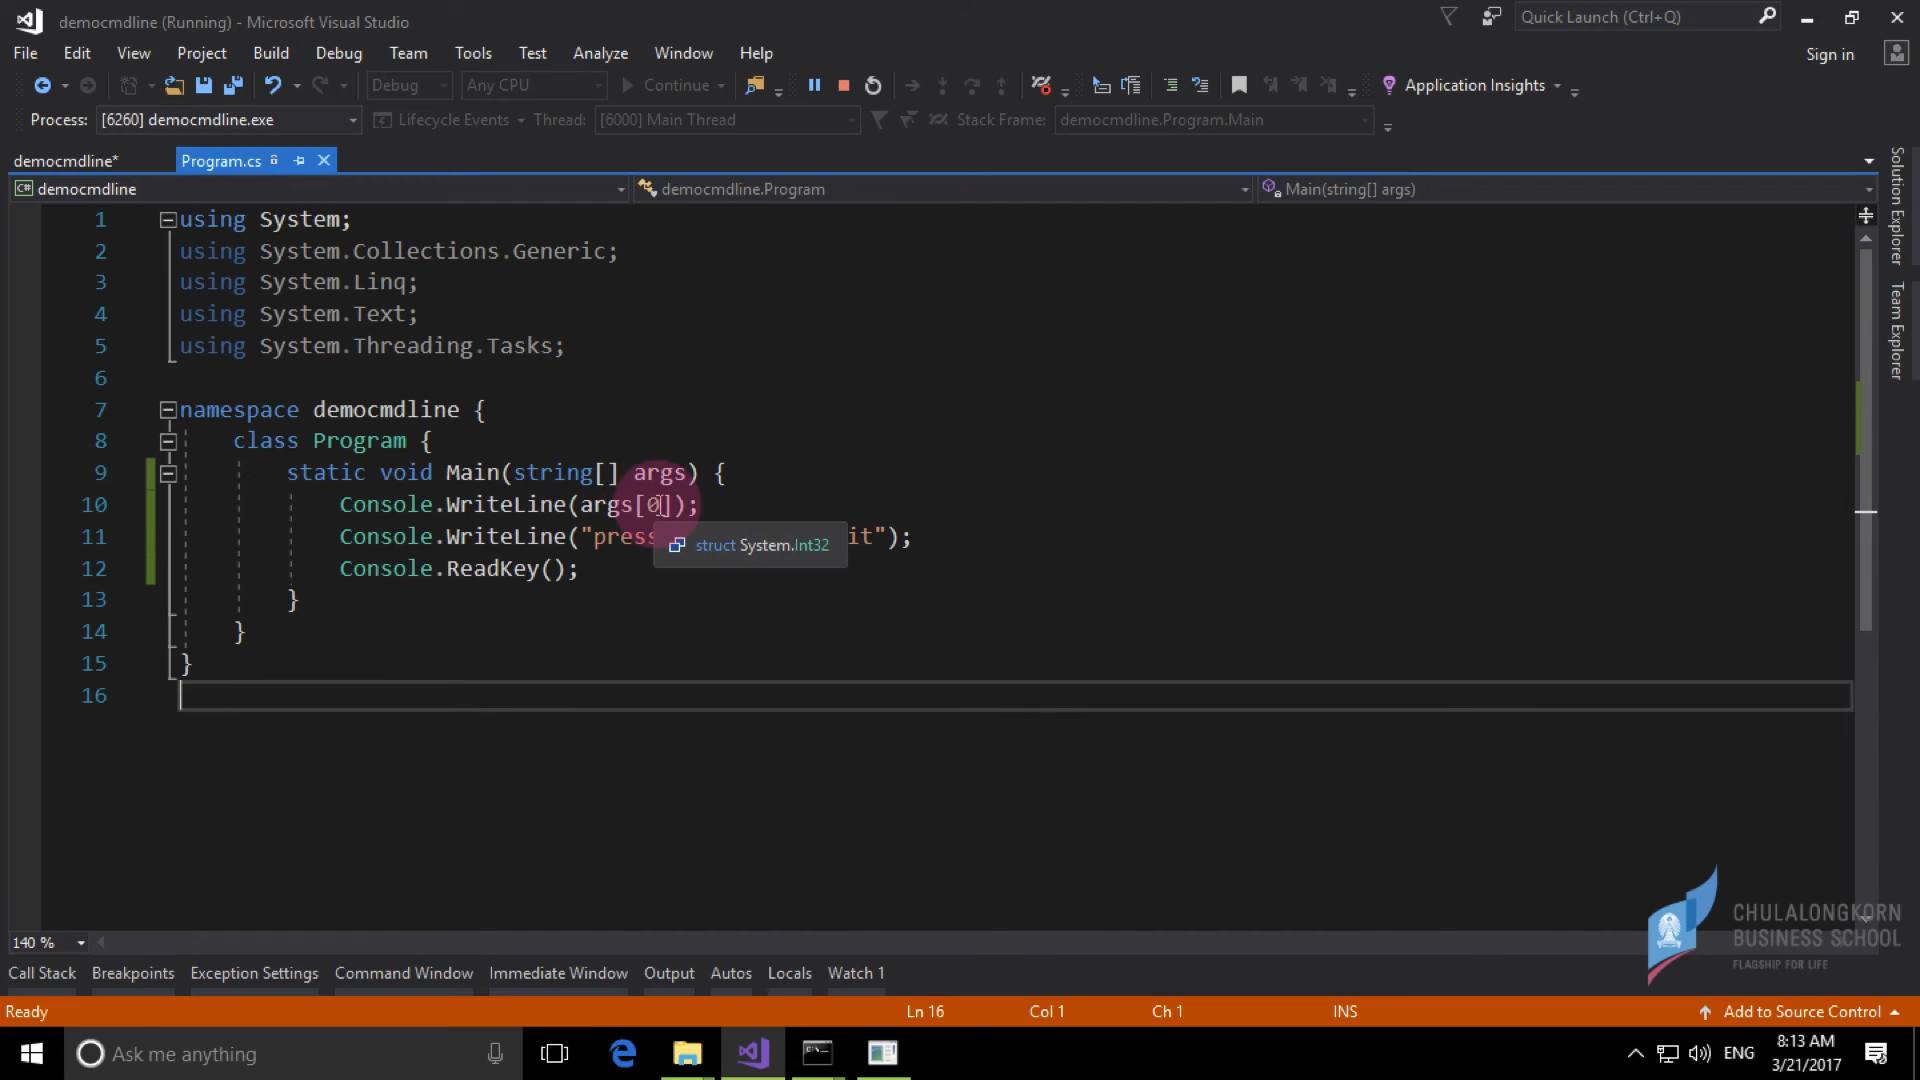 democmdline (Running) - Microsoft Visual Studio
Quick Launch (Ctrl+Q)
File Edit View Project Build Debug Team Tools Test Analyze Window Help
Sign in
Debug Any CPU Continue Application Insights
Process: [6260] democmdline.exe Lifecycle Events Thread: [6000] Main Thread Stack Frame: democmdline.Program.Main
democmdline* Program.cs
C# democmdline democmdline.Program Main(string[] args)
Solution Explorer
Team Explorer
1 using System;
2 using System.Collections.Generic;
3 using System.Linq;
4 using System.Text;
5 using System.Threading.Tasks;
6
7 namespace democmdline {
8 class Program {
9 static void Main(string[] args) {
10 Console.WriteLine(args[0]);
11 Console.WriteLine("press it");
struct System.Int32
12 Console.ReadKey();
13 }
14 }
15 }
16
140 %
CHULALONGKORN
BUSINESS SCHOOL
FLAGSHIP FOR LIFE
Call Stack Breakpoints Exception Settings Command Window Immediate Window Output Autos Locals Watch 1
Ready Ln 16 Col 1 Ch 1 INS Add to Source Control
Ask me anything
ENG
8:13 AM
3/21/2017